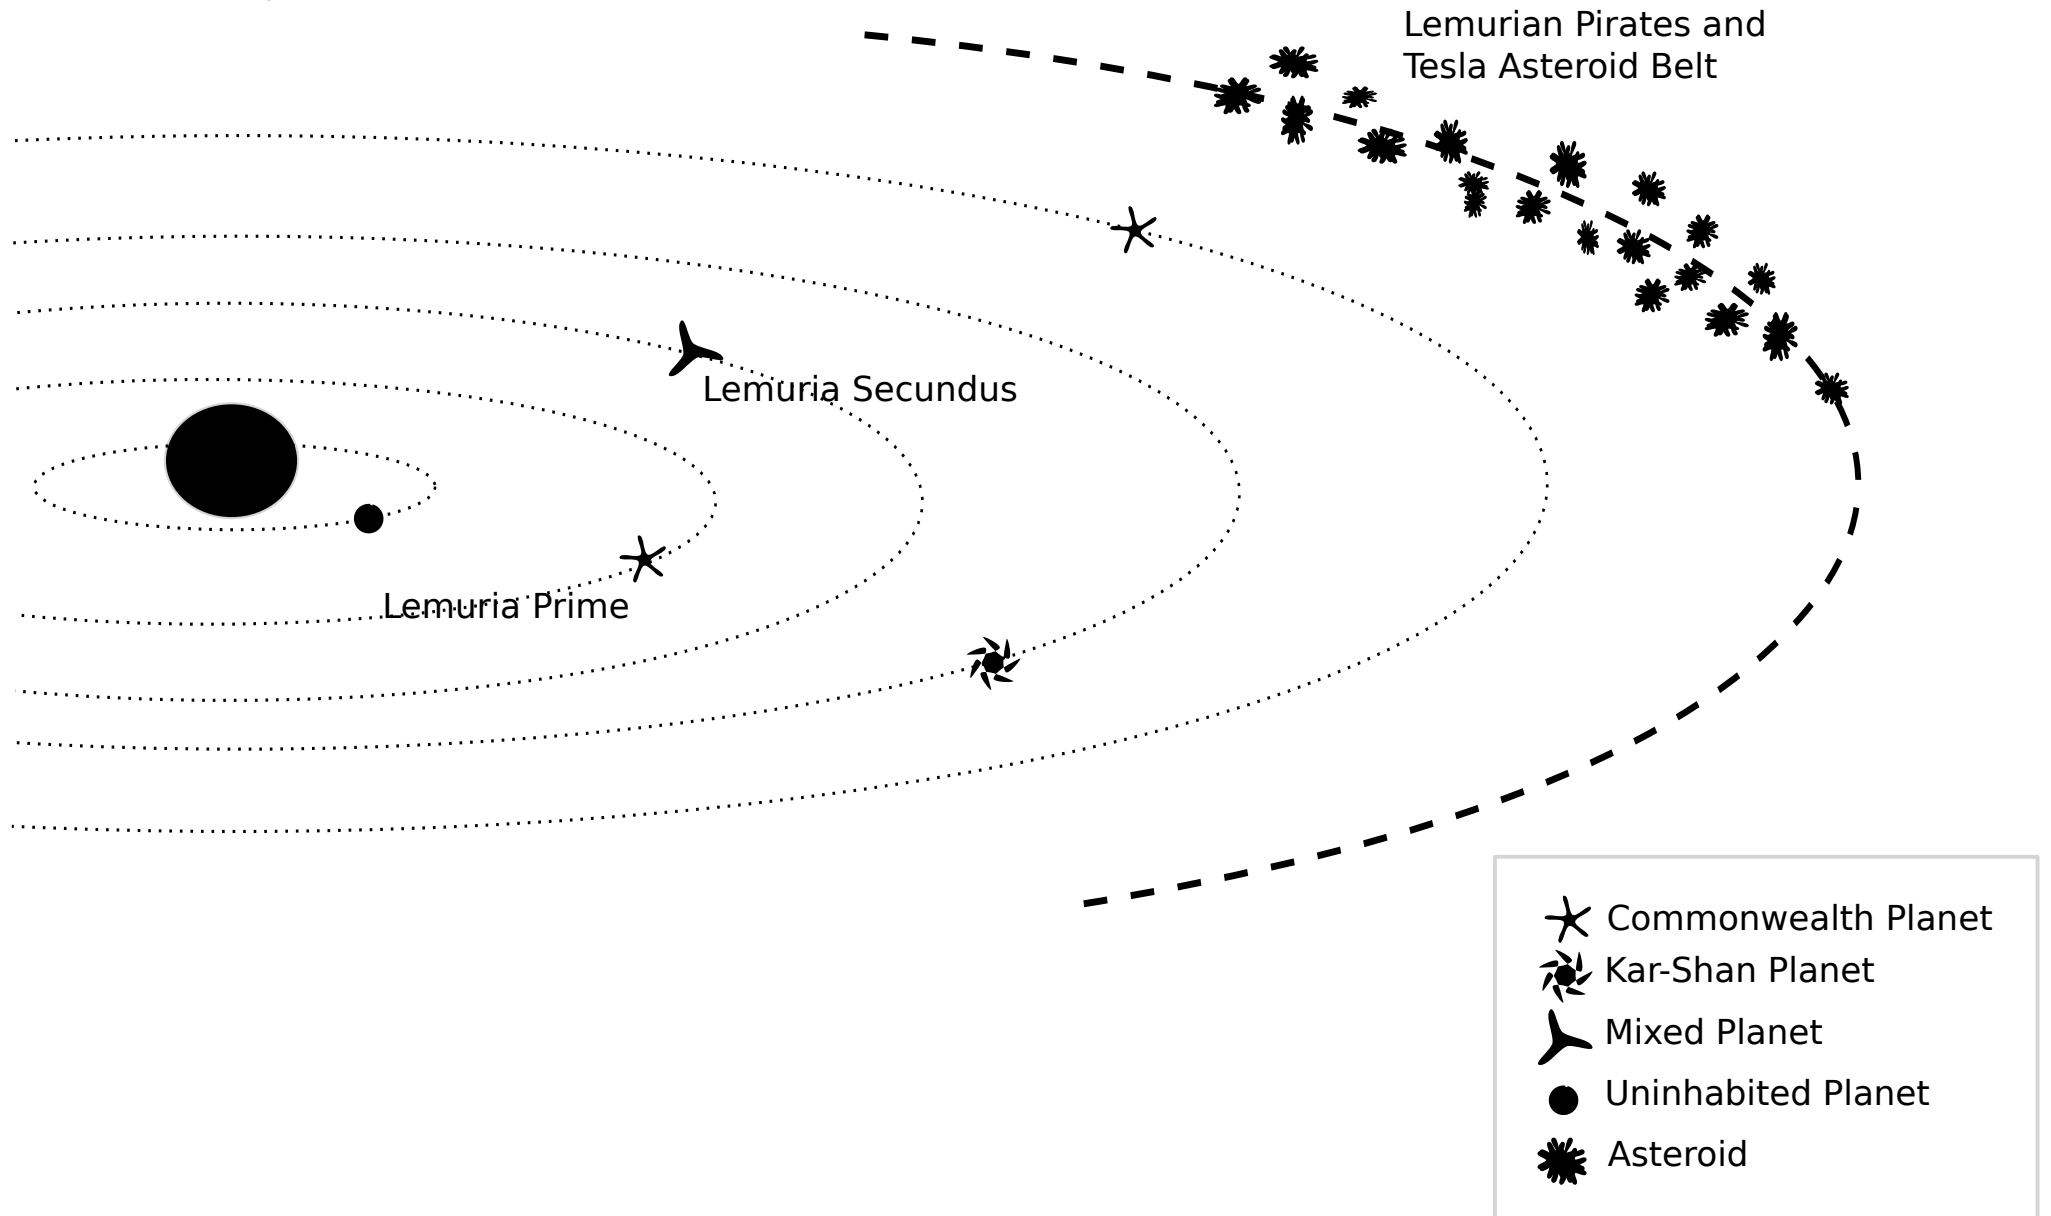 Lemurian Pirates and
Tesla Asteroid Belt
Lemuria Secundus
Lemuria Prime
Commonwealth Planet
Kar-Shan Planet
Mixed Planet
Uninhabited Planet
Asteroid